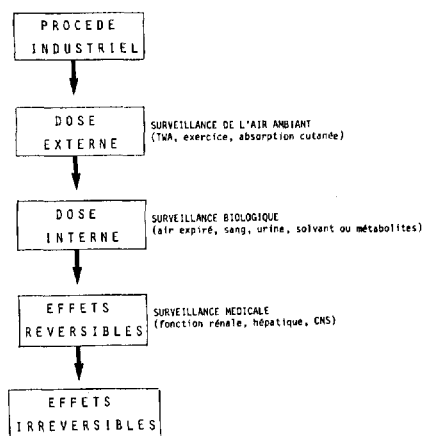 PROCEDE
INDUSTRIEL
DOSE
EXTERNE
SURVEILLANCE DE L'AIR AMBIANT
(TWA, exercice, absorption cutanée)
DOSE
INTERNE
SURVEILLANCE BIOLOGIQUE
(air expiré, sang, urine, solvant ou métabolites)
EFFETS
REVERSIBLES
SURVEILLANCE MEDICALE
(fonction rénale, hépatique, CNS)
EFFETS
IRREVERSIBLES